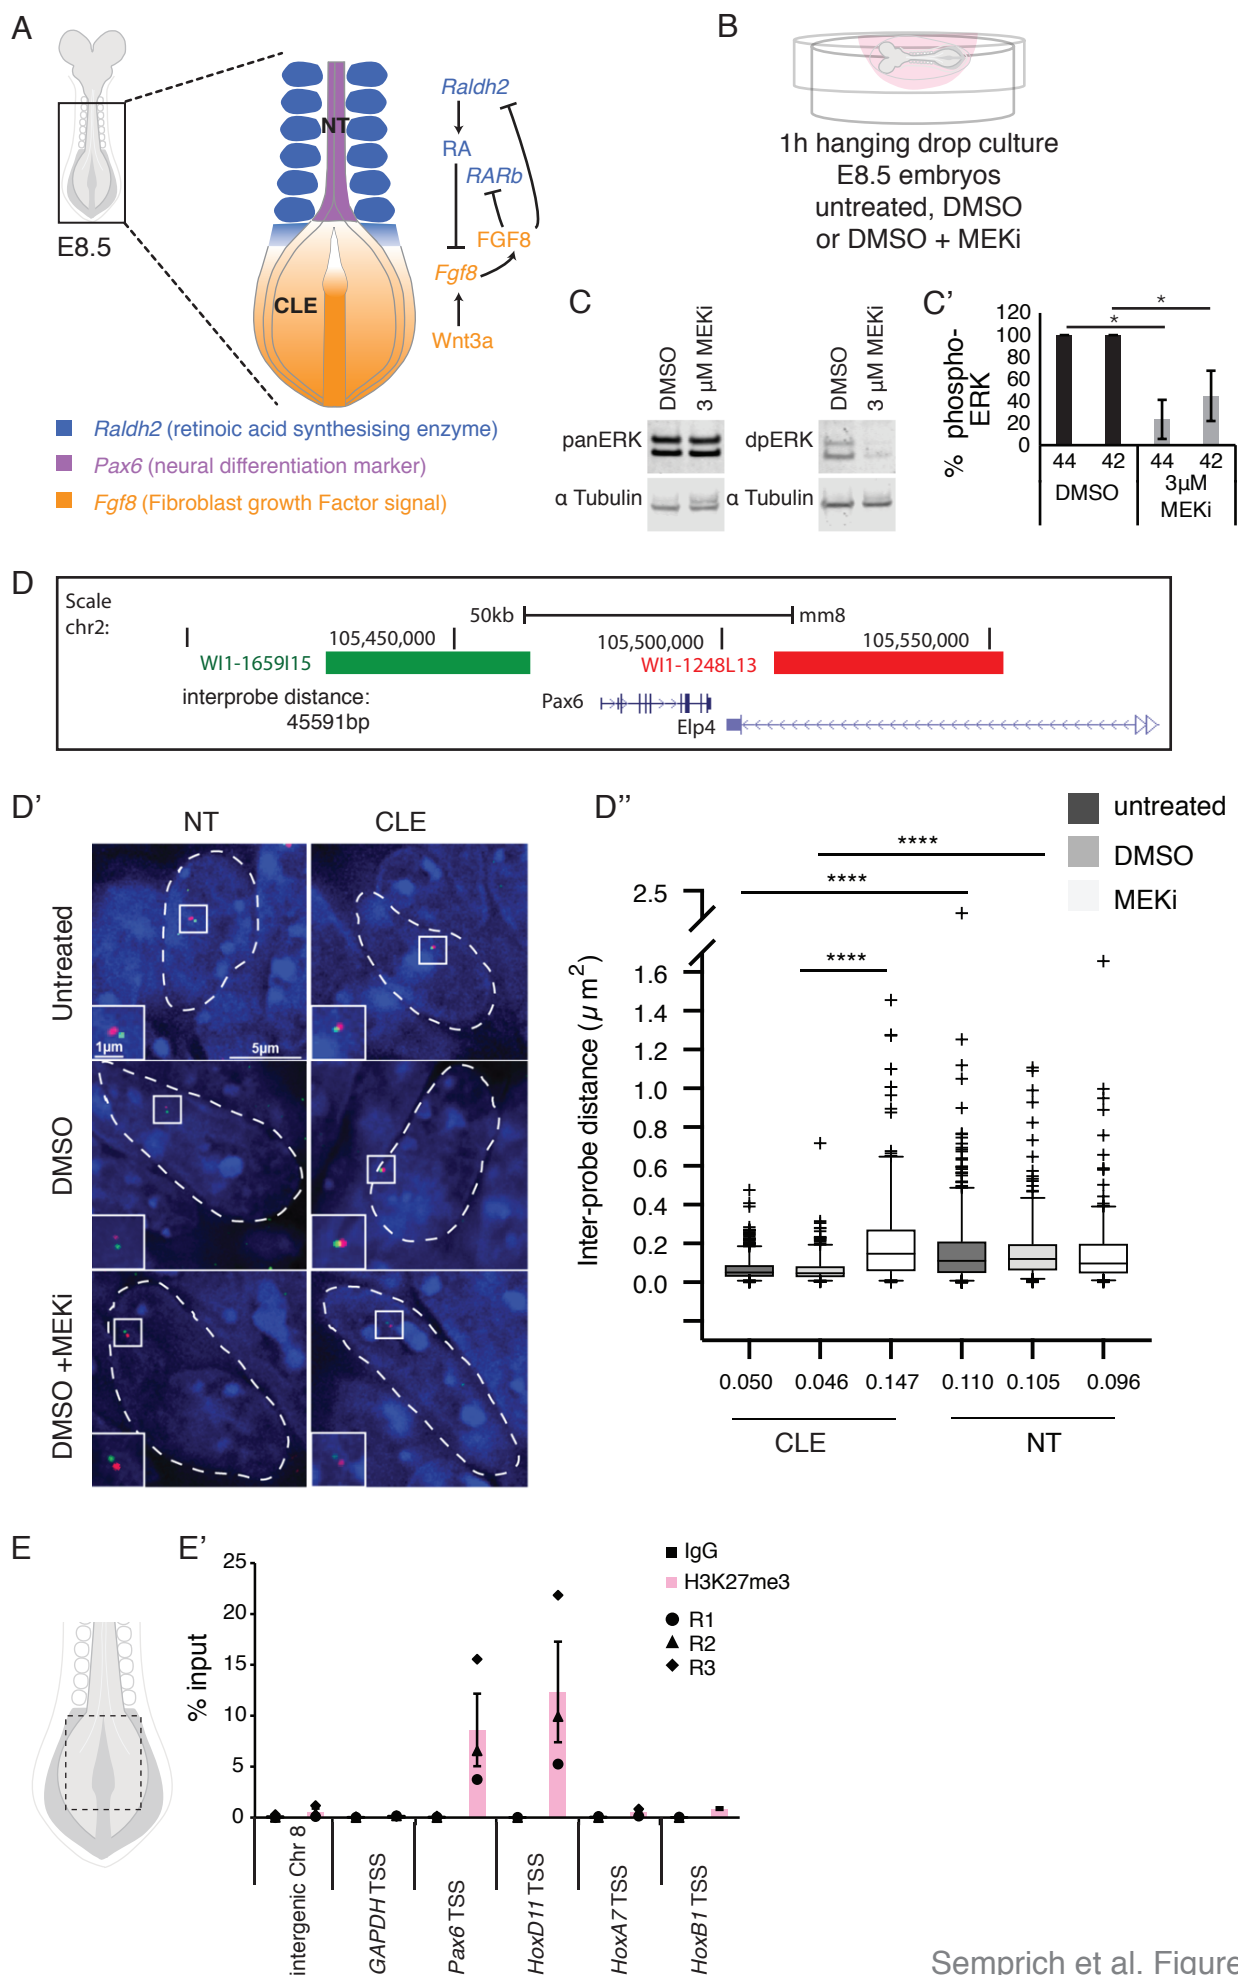 A
E8.5
NT
CLE
Raldh2
RA
RARb
FGF8
Fgf8
Wnt3a
Raldh2 (retinoic acid synthesising enzyme)
Pax6 (neural differentiation marker)
Fgf8 (Fibroblast growth Factor signal)
B
1h hanging drop culture
E8.5 embryos
untreated, DMSO
or DMSO + MEKi
C
DMSO
3 µM MEKi
DMSO
3 µM MEKi
panERK
dpERK
α Tubulin
α Tubulin
C'
% phospho-
ERK
120
100
80
60
40
20
0
*
*
44 42 44 42
DMSO
3µM
MEKi
D
Scale
chr2:
50kb
mm8
105,450,000
105,500,000
105,550,000
WI1-1659I15
WI1-1248L13
interprobe distance:
45591bp
Pax6
Elp4
D'
NT
CLE
Untreated
DMSO
DMSO +MEKi
1µm
5µm
D''
untreated
DMSO
MEKi
****
****
****
Inter-probe distance (µm2)
2.5
1.6
1.4
1.2
1.0
0.8
0.6
0.4
0.2
0.0
0.050 0.046 0.147 0.110 0.105 0.096
CLE
NT
E
E'
IgG
H3K27me3
R1
R2
R3
% input
25
20
15
10
5
0
intergenic Chr 8
GAPDH TSS
Pax6 TSS
HoxD11 TSS
HoxA7 TSS
HoxB1 TSS
Semprich et al. Figure